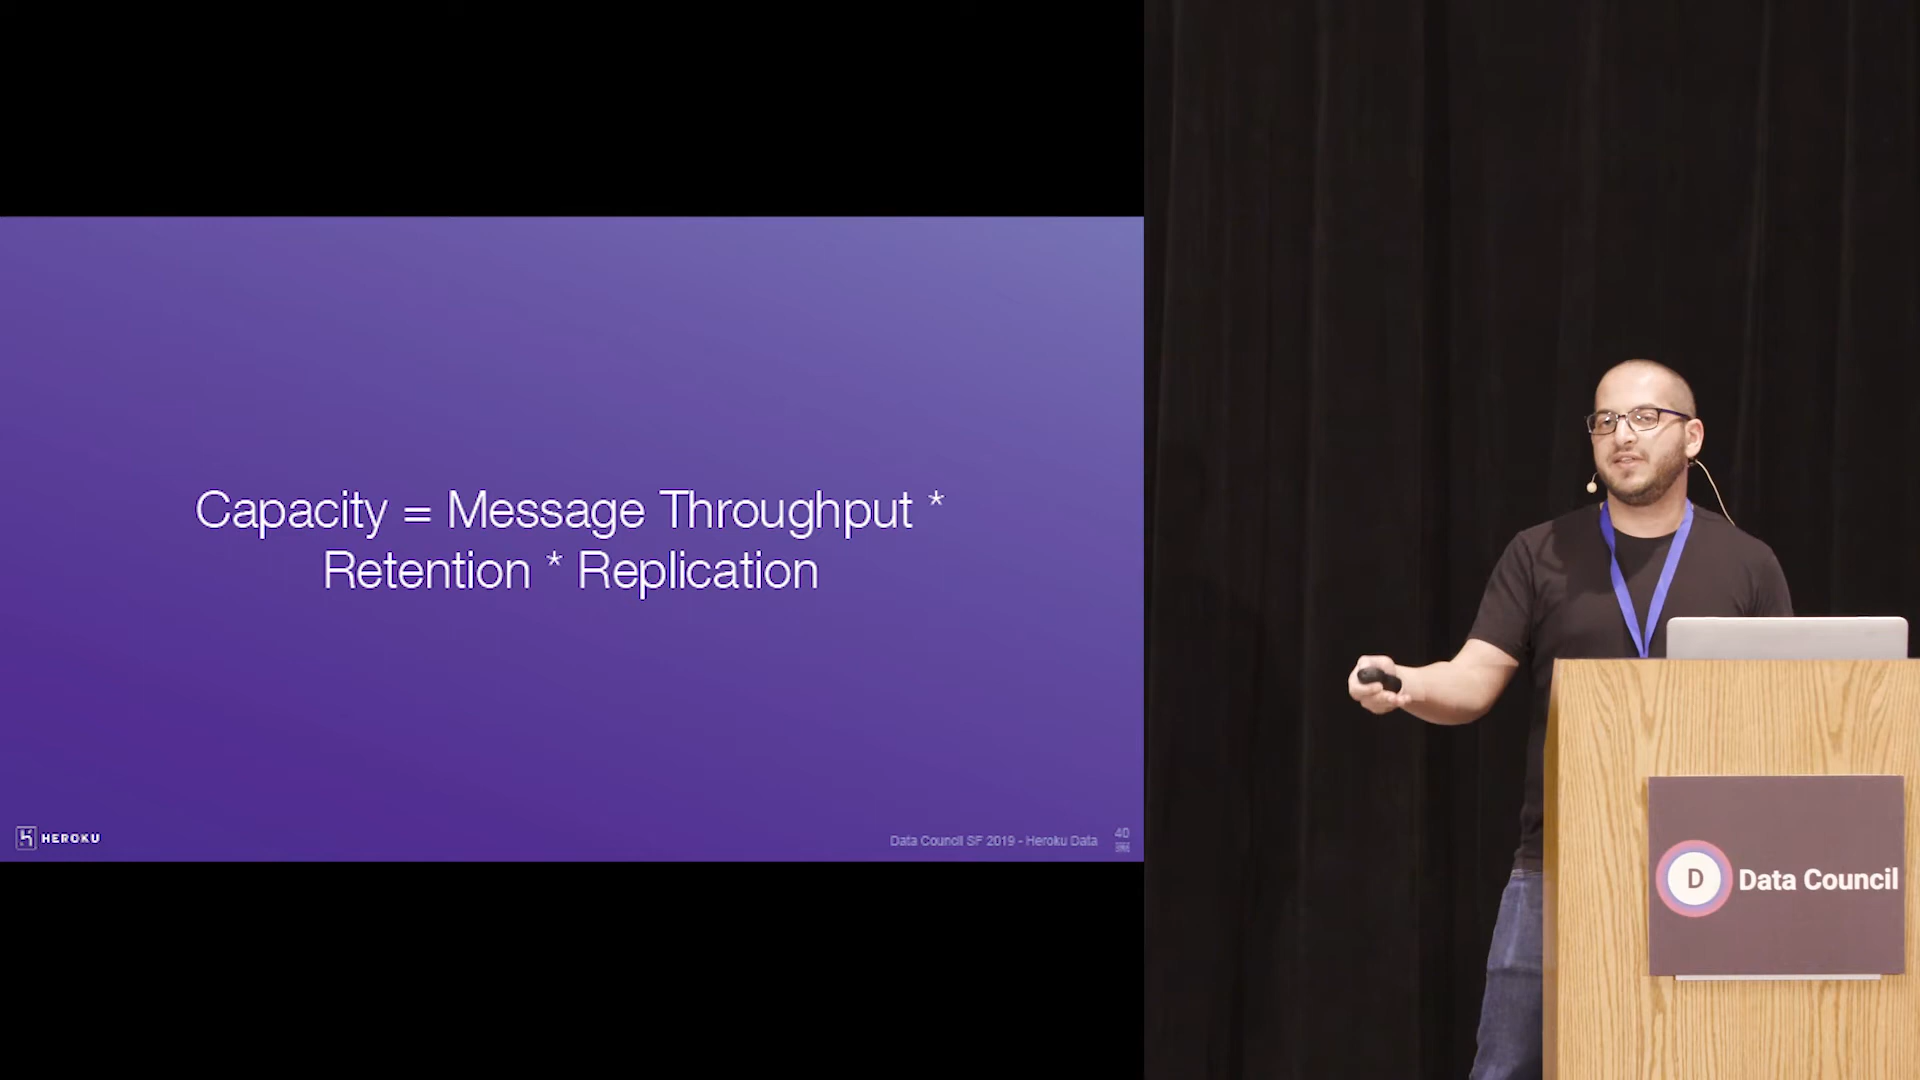 Capacity = Message Throughput *
Retention * Replication
HEROKU
Data Council SF 2019 - Heroku Data
40
D
Data Council